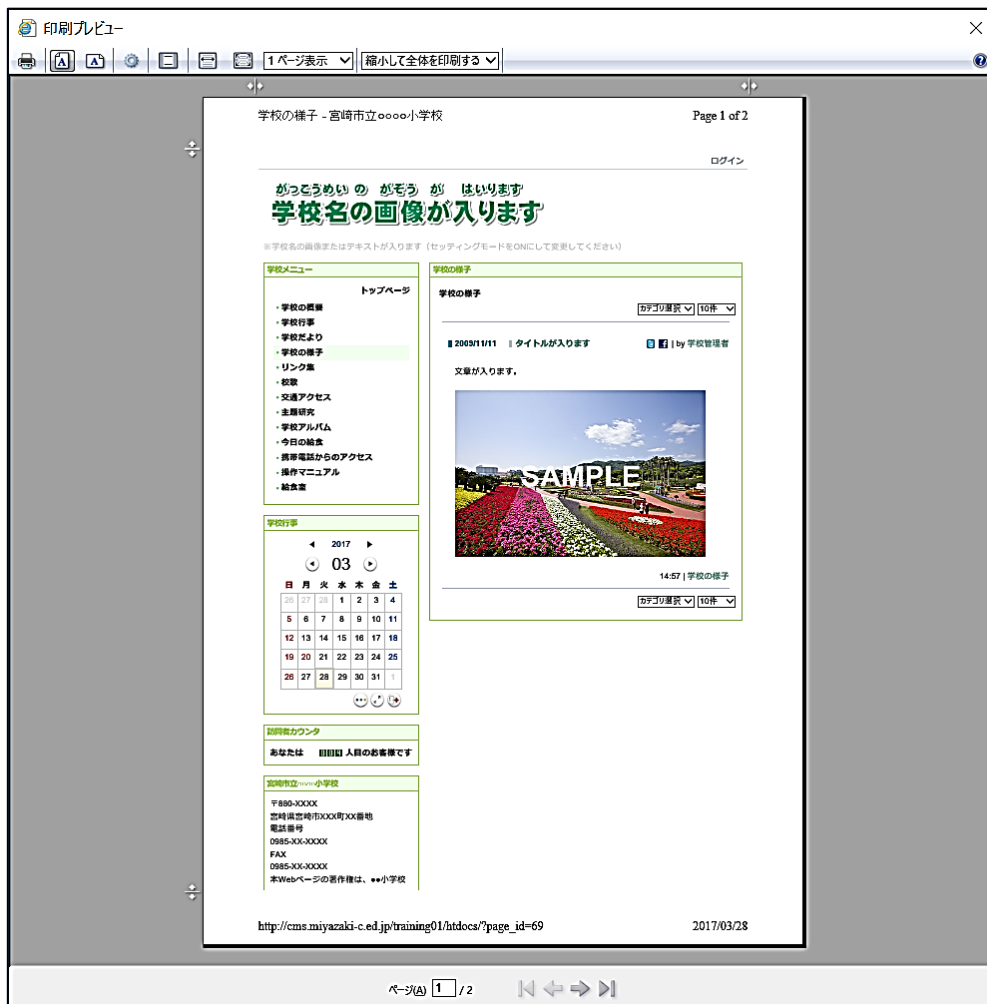 印刷プレビュー
1 ページ表示
縮小して全体を印刷する
学校の様子 - 宮崎市立○○○○小学校
Page 1 of 2
ログイン
がっこうめい の がぞう が はいります
学校名の画像が入ります
※学校名の画像またはテキストが入ります（セッティングモードをONにして変更してください）
学校メニュー
トップページ
・学校の概要
・学校行事
・学校だより
・学校の様子
・リンク集
・校歌
・交通アクセス
・主題研究
・学校アルバム
・今日の給食
・携帯電話からのアクセス
・操作マニュアル
・給食室
学校行事
2017
03
日 月 火 水 木 金 土
26 27 28 1 2 3 4
5 6 7 8 9 10 11
12 13 14 15 16 17 18
19 20 21 22 23 24 25
26 27 28 29 30 31 1
訪問者カウンタ
あなたは 人目のお客様です
宮崎市立○○○○小学校
〒880-XXXX
宮崎県宮崎市XXX町XX番地
電話番号
0985-XX-XXXX
FAX
0985-XX-XXXX
本Webページの著作権は、●●小学校
学校の様子
学校の様子
カテゴリ選択 10件
2009/11/11 タイトルが入ります | by 学校管理者
文章が入ります。
SAMPLE
14:57 | 学校の様子
カテゴリ選択 10件
http://cms.miyazaki-c.ed.jp/training01/htdocs/?page_id=69
2017/03/28
ページ(A) 1 / 2